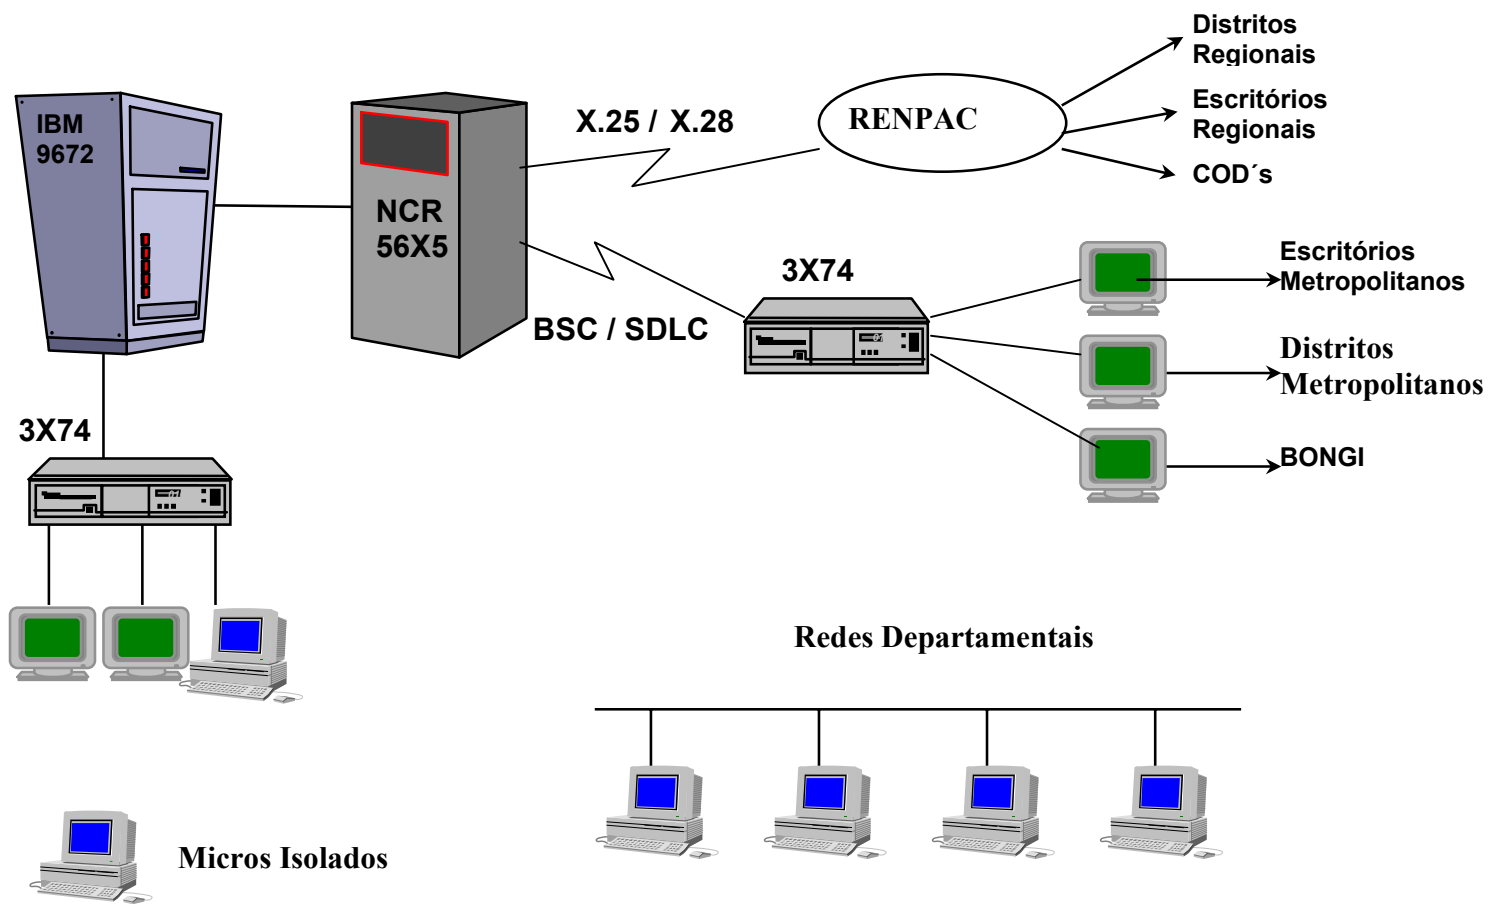 Distritos
Regionais
IBM
9672
X.25 / X.28
RENPAC
Escritórios
Regionais
COD´s
NCR
56X5
3X74
Escritórios
Metropolitanos
BSC / SDLC
Distritos
Metropolitanos
3X74
BONGI
Redes Departamentais
Micros Isolados